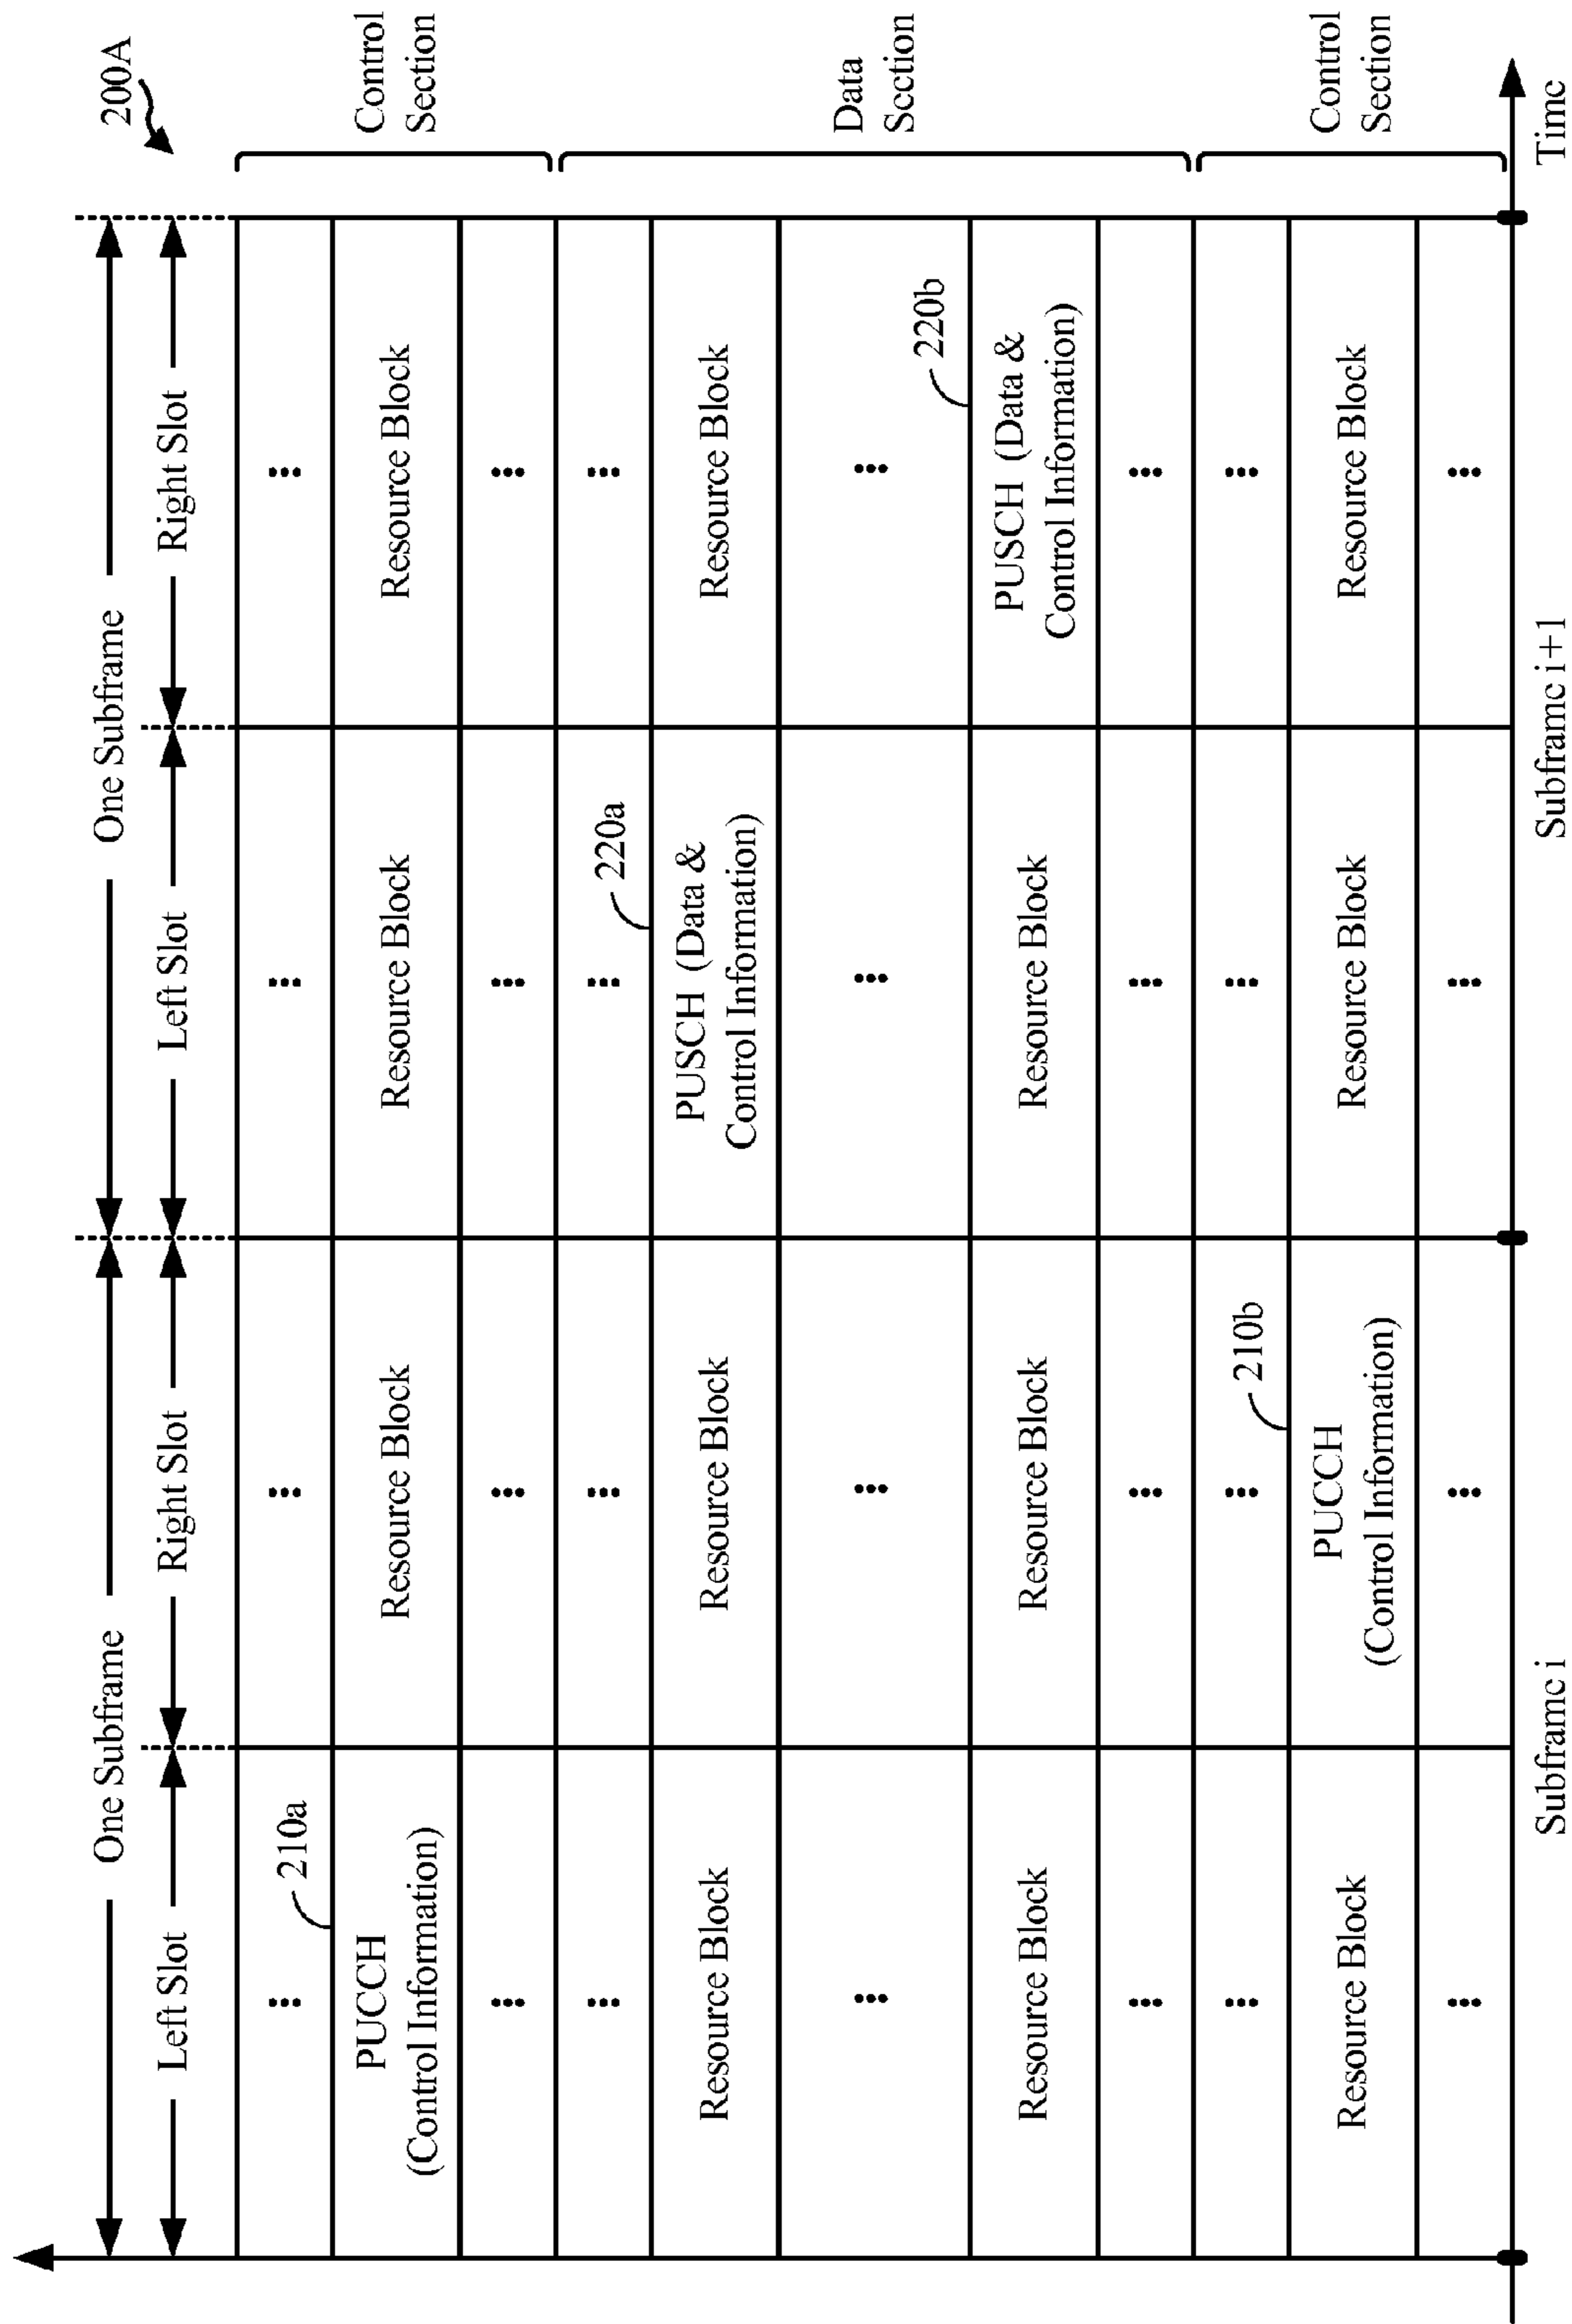 200A
One Subframe
One Subframe
Left Slot
Right Slot
Left Slot
Right Slot
210a
PUCCH
(Control Information)
Resource Block
Resource Block
Resource Block
Control
Section
220a
Resource Block
Resource Block
PUSCH (Data &
Control Information)
Resource Block
Data
Section
220b
Resource Block
Resource Block
Resource Block
PUSCH (Data &
Control Information)
210b
Resource Block
PUCCH
(Control Information)
Resource Block
Resource Block
Control
Section
Subframe i
Subframe i+1
Time